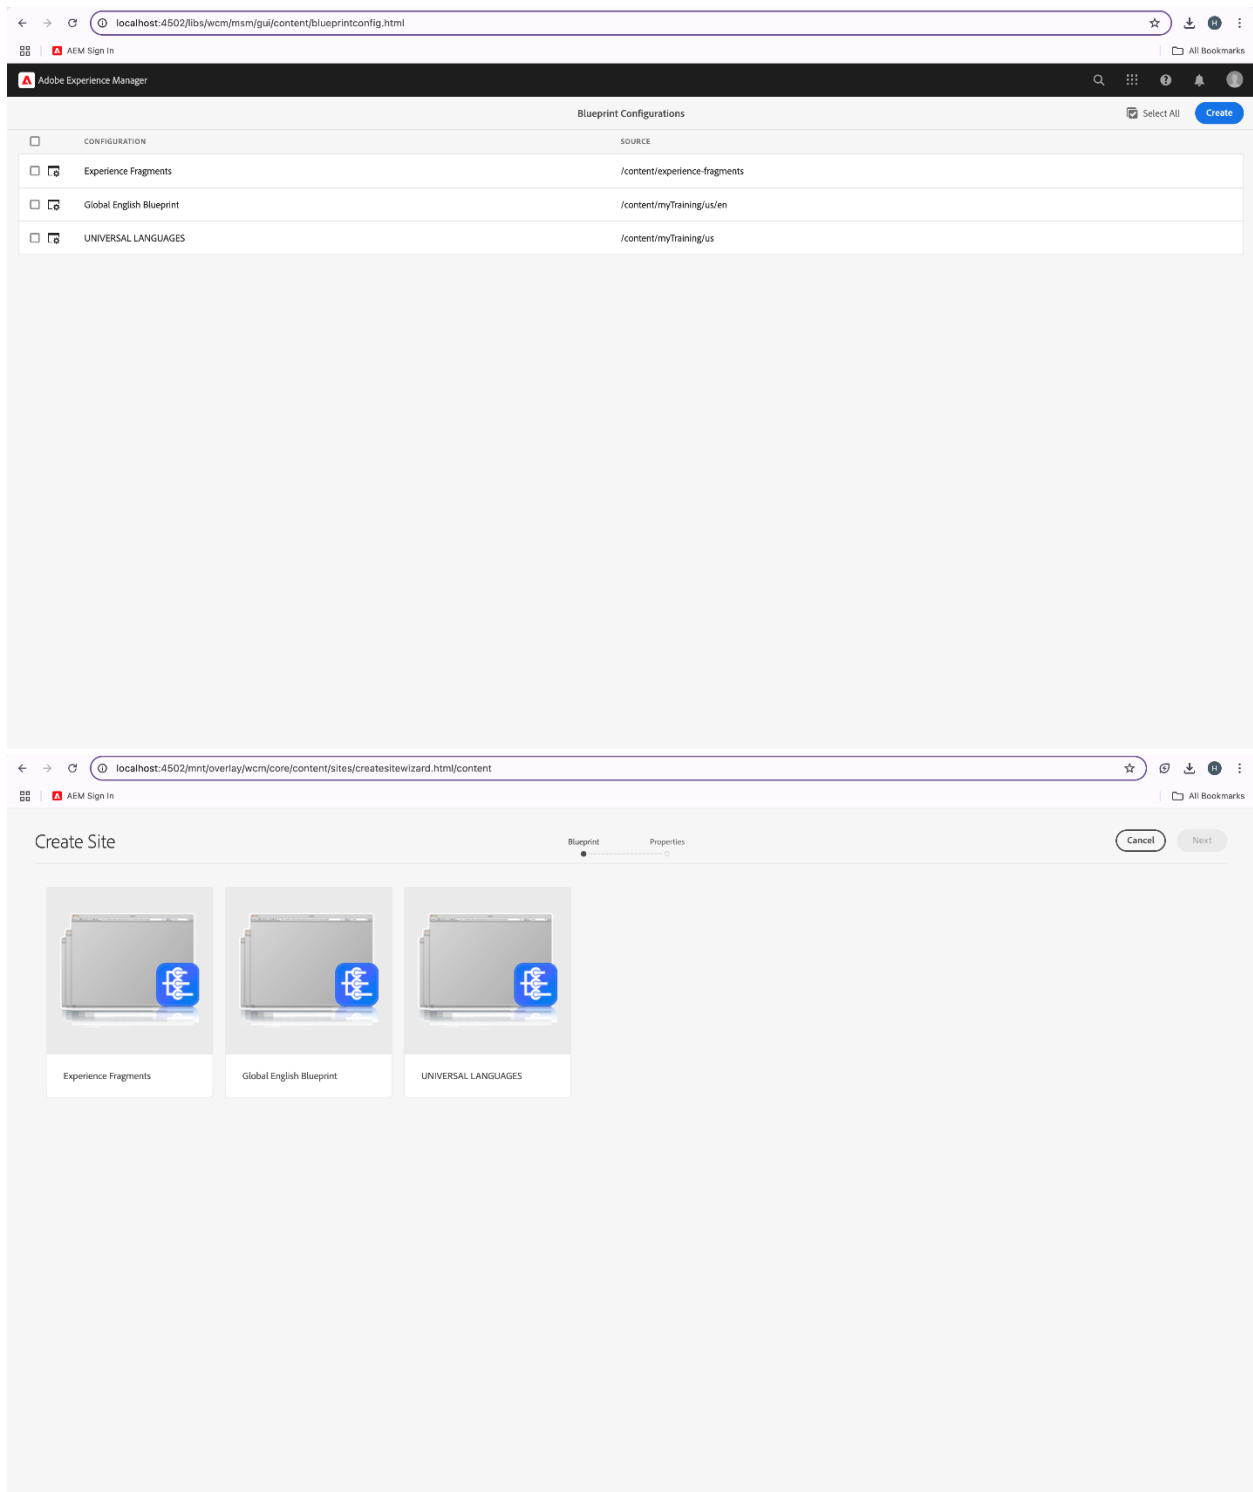 localhost:4502/libs/wcm/msm/gui/content/blueprintconfig.html
H
AEM Sign In
All Bookmarks
Adobe Experience Manager
Blueprint Configurations
Select All
Create
CONFIGURATION
SOURCE
Experience Fragments
/content/experience-fragments
Global English Blueprint
/content/myTraining/us/en
UNIVERSAL LANGUAGES
/content/myTraining/us
localhost:4502/mnt/overlay/wcm/core/content/sites/createsitewizard.html/content
H
AEM Sign In
All Bookmarks
Create Site
Blueprint
Properties
Cancel
Next
Experience Fragments
Global English Blueprint
UNIVERSAL LANGUAGES